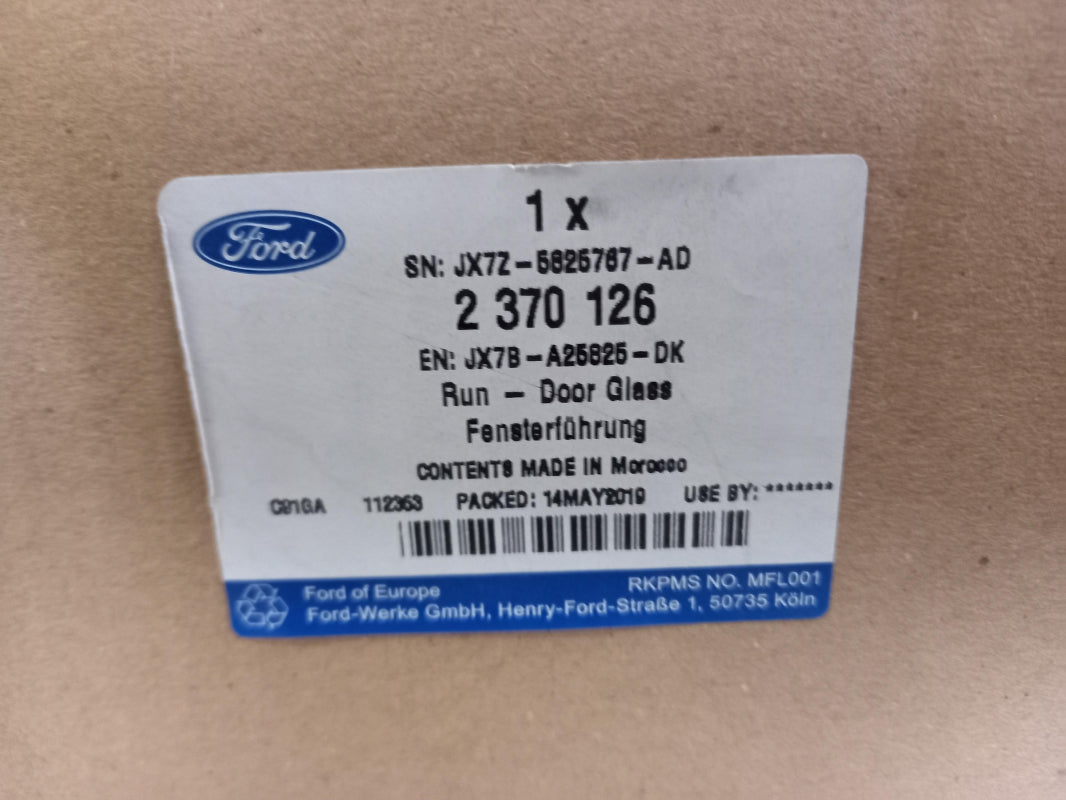 Ford
1 x
SN: JX7Z-5825767-AD
2 370 126
EN: JX7B-A25825-DK
Run - Door Glass
Fensterführung
CONTENTS MADE IN Morocco
112363 PACKED: 14MAY2019 USE BY: *******
Ford of Europe
RKPMS NO. MFL001
Ford-Werke GmbH, Henry-Ford-Straße 1, 50735 Köln